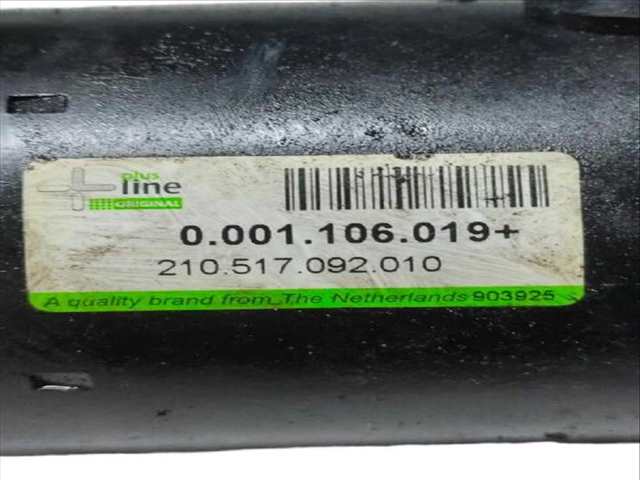 plus
line
ORIGINAL
0.001.106.019+
210.517.092.010
A quality brand from The Netherlands 903925